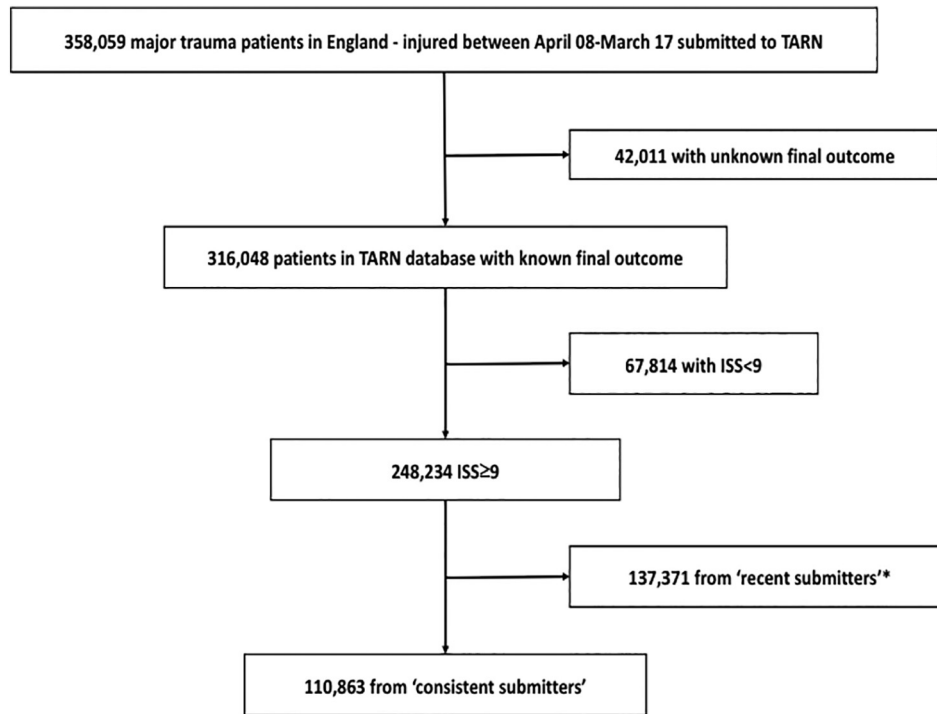 358,059 major trauma patients in England - injured between April 08-March 17 submitted to TARN
42,011 with unknown final outcome
316,048 patients in TARN database with known final outcome
67,814 with ISS<9
248,234 ISS≥9
137,371 from ‘recent submitters’*
110,863 from ‘consistent submitters’